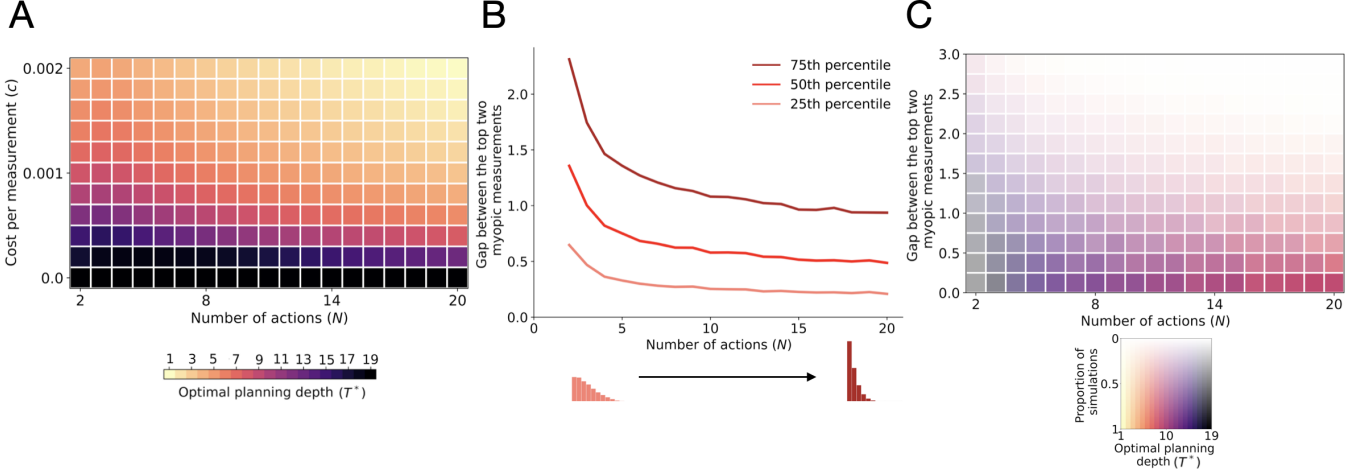 A
Cost per measurement (c)
0.002
0.001
0.0
2 8 14 20
Number of actions (N)
1 3 5 7 9 11 13 15 17 19
Optimal planning depth (T*)
B
Gap between the top two
myopic measurements
2.0
1.5
1.0
0.5
0.0
75th percentile
50th percentile
25th percentile
0 5 10 15 20
Number of actions (N)
C
Gap between the top two
myopic measurements
3.0
2.5
2.0
1.5
1.0
0.5
0.0
2 8 14 20
Number of actions (N)
Proportion of
simulations
0
0.5
1
1 10 19
Optimal planning
depth (T*)